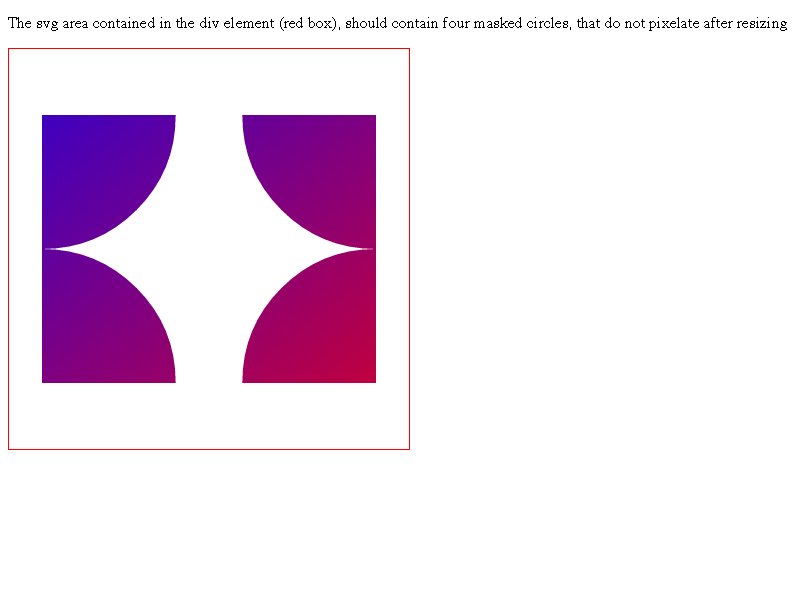 The svg area contained in the div element (red box), should contain four masked circles, that do not pixelate after resizing